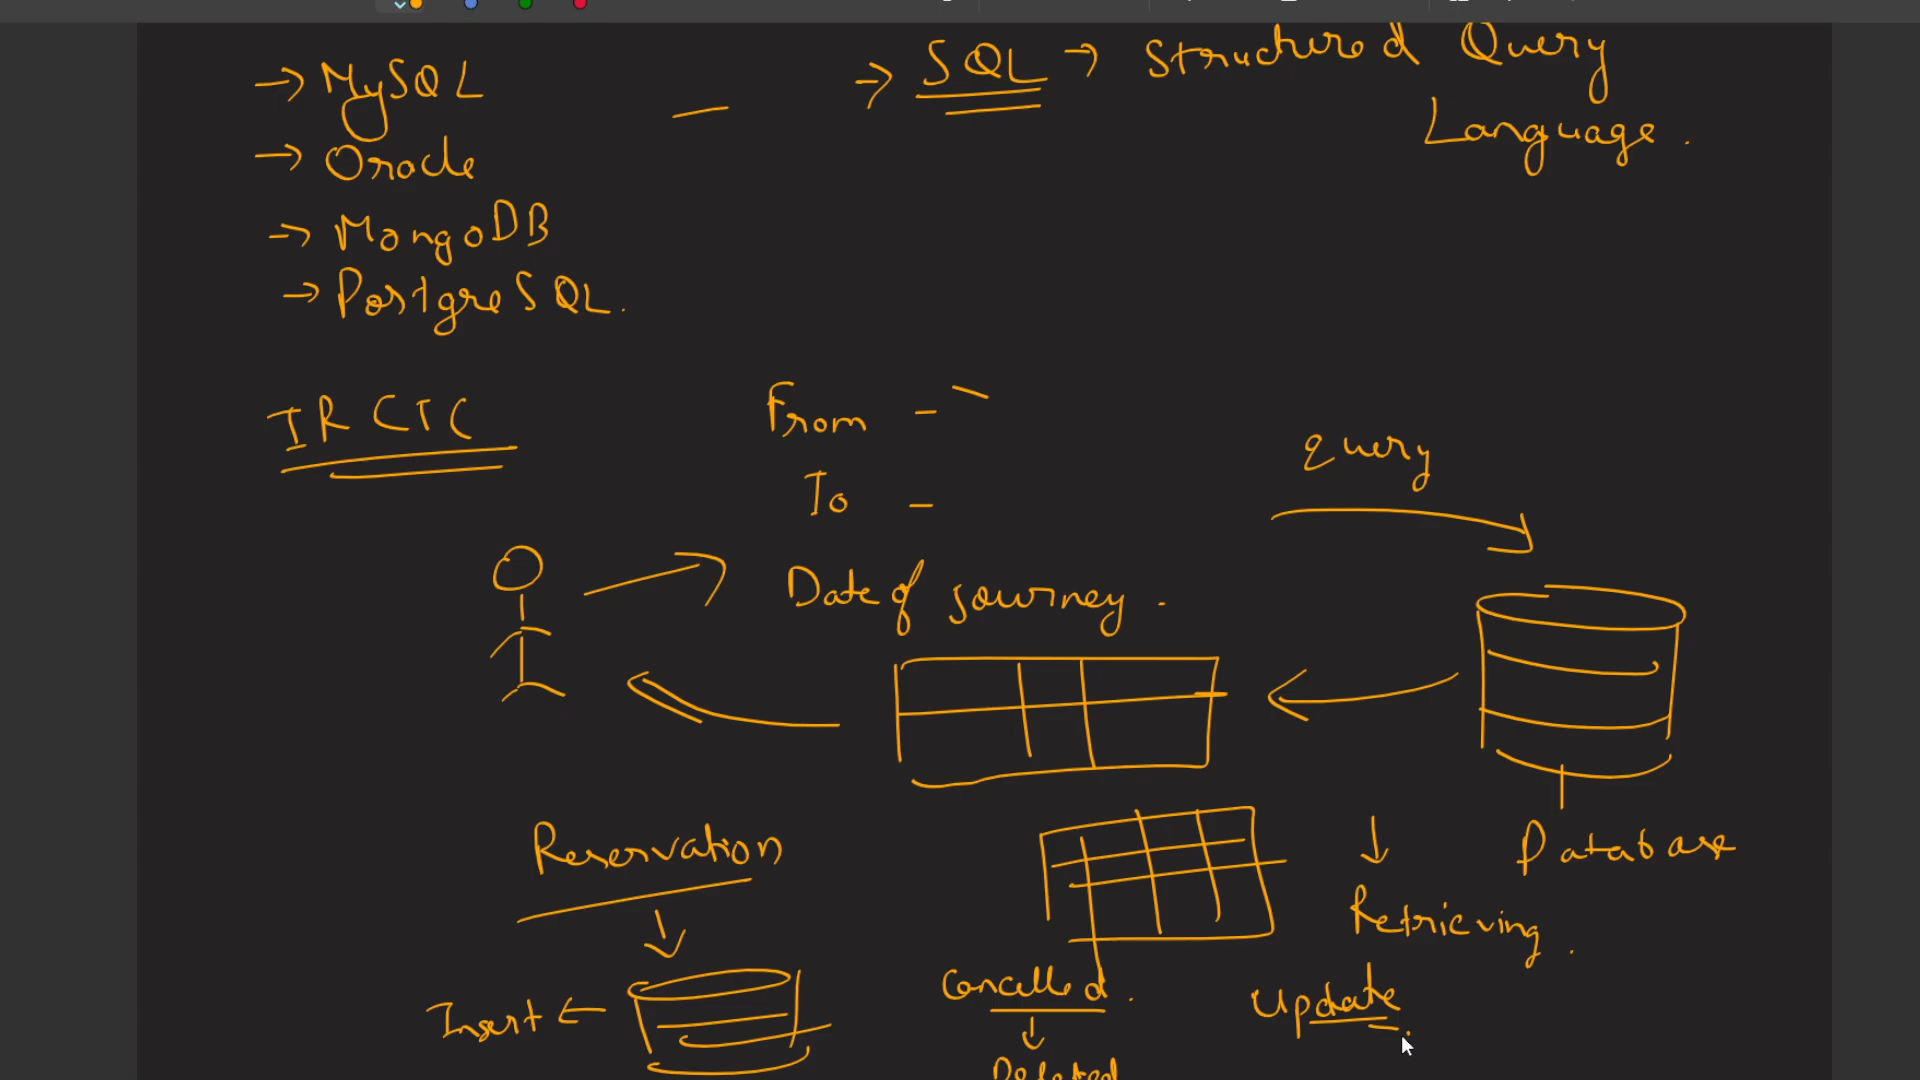 → MySQL
→ Oracle
→ MongoDB
→ PostgreSQL.
—
→ SQL → Structured Query
Language.
IRCTC
From -
To -
Date of journey.
query
Database
Retrieving.
Reservation
Insert ←
Cancelled.
Deleted
Update